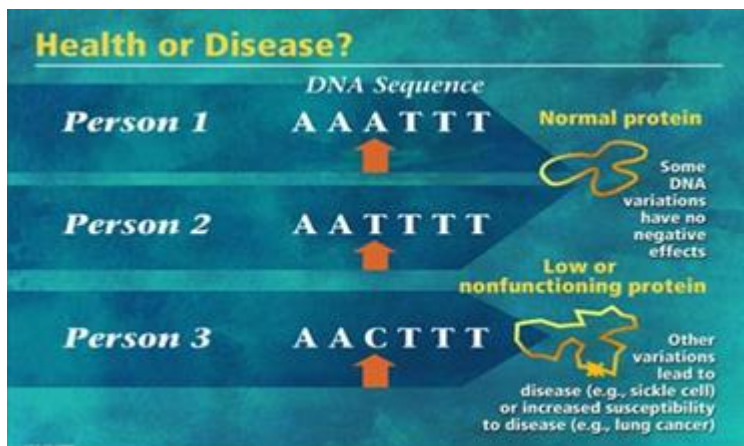 Health or Disease?
DNA Sequence
Person 1 A A A T T T
Normal protein
Some
DNA
variations
have no
negative
effects
Person 2 A A T T T T
Low or
nonfunctioning protein
Person 3 A A C T T T
Other
variations
lead to
disease (e.g., sickle cell)
or increased susceptibility
to disease (e.g., lung cancer)